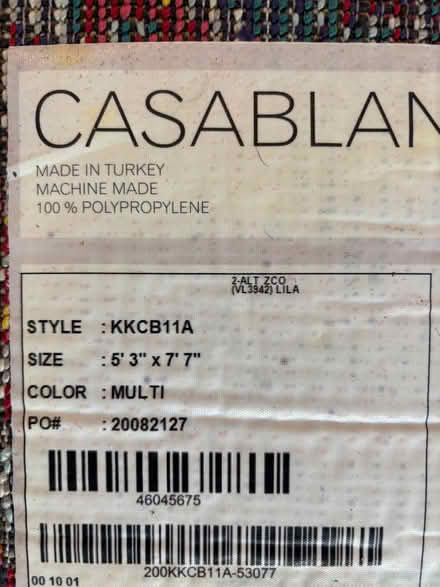 CASABLAN
MADE IN TURKEY
MACHINE MADE
100 % POLYPROPYLENE
2-ALT ZCO
(VL3942) LILA
STYLE : KKCB11A
SIZE : 5' 3" x 7' 7"
COLOR : MULTI
PO# : 20082127
46045675
200KKCB11A-53077
00 10 01